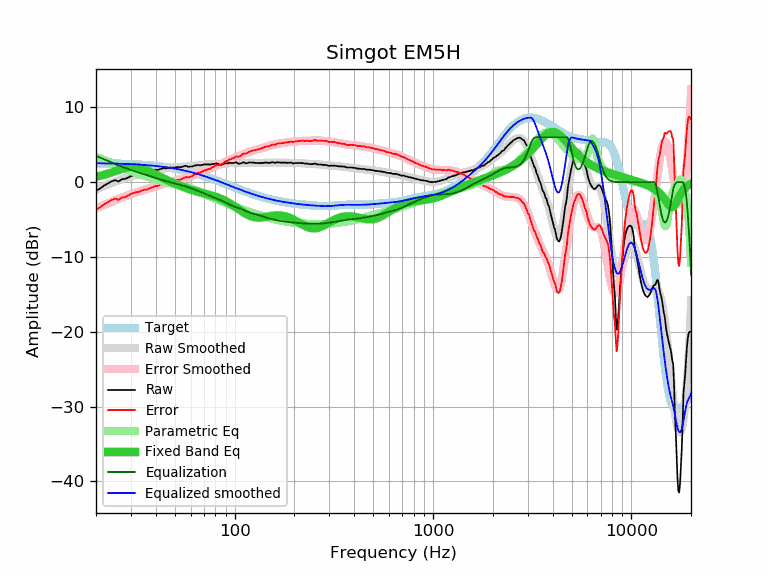 Simgot EM5H
Amplitude (dBr)
10
0
−10
−20
−30
−40
Target
Raw Smoothed
Error Smoothed
Raw
Error
Parametric Eq
Fixed Band Eq
Equalization
Equalized smoothed
100
1000
10000
Frequency (Hz)